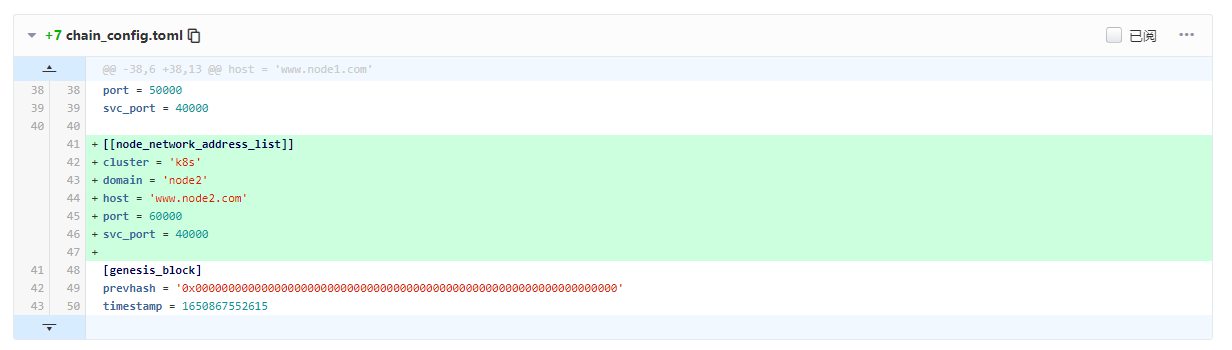 +7 chain_config.toml
已阅
@@ -38,6 +38,13 @@ host = 'www.node1.com'
38 38 port = 50000
39 39 svc_port = 40000
40 40
41 + [[node_network_address_list]]
42 + cluster = 'k8s'
43 + domain = 'node2'
44 + host = 'www.node2.com'
45 + port = 60000
46 + svc_port = 40000
47 +
41 48 [genesis_block]
42 49 prevhash = '0x0000000000000000000000000000000000000000000000000000000000000000'
43 50 timestamp = 1650867552615